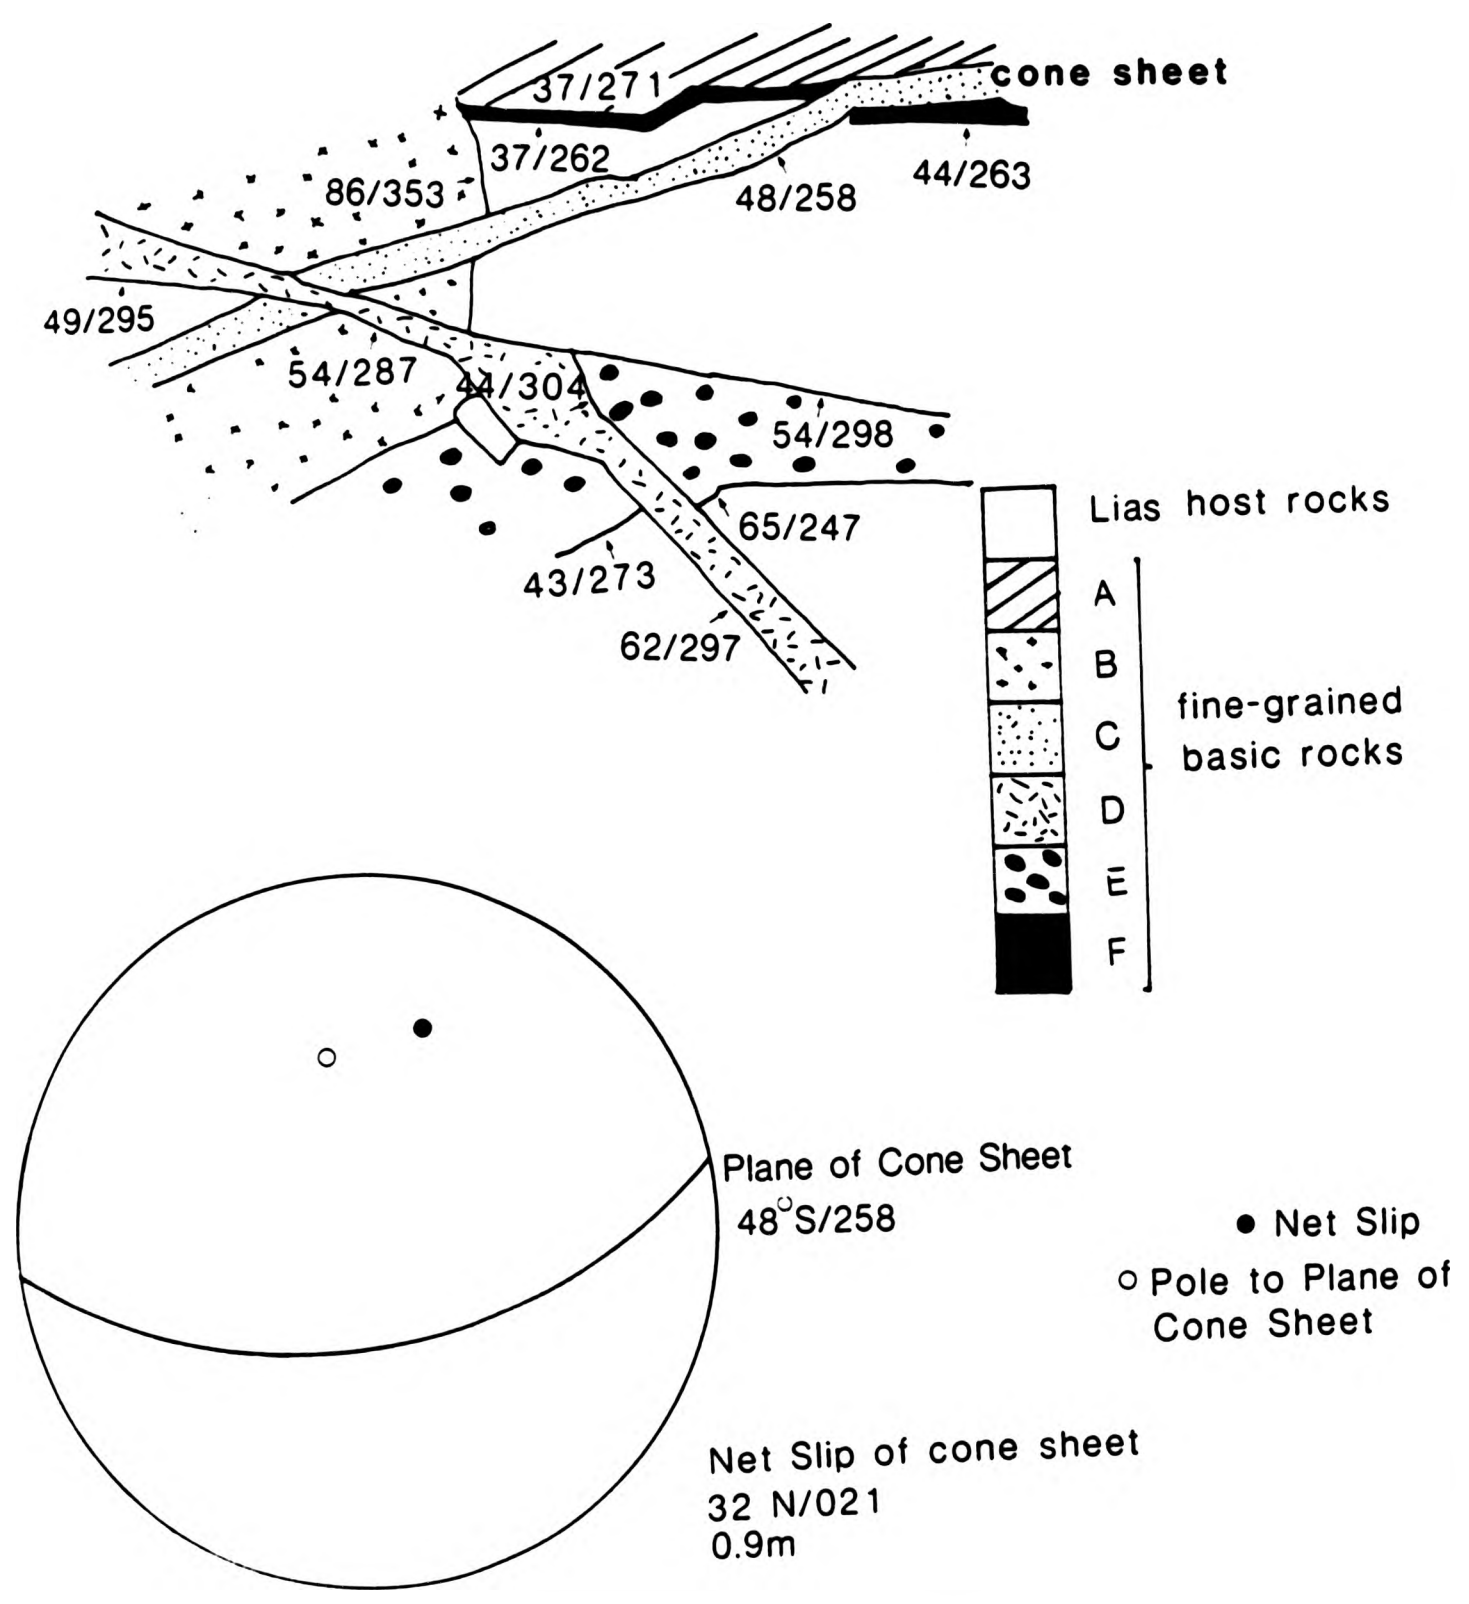 cone sheet
37/271
37/262
44/263
86/353
48/258
49/295
54/287
44/304
54/298
65/247
43/273
62/297
Lias host rocks
A
B
C
D
E
F
fine-grained
basic rocks
Plane of Cone Sheet
48°S/258
Net Slip
Pole to Plane of
Cone Sheet
Net Slip of cone sheet
32 N/021
0.9m